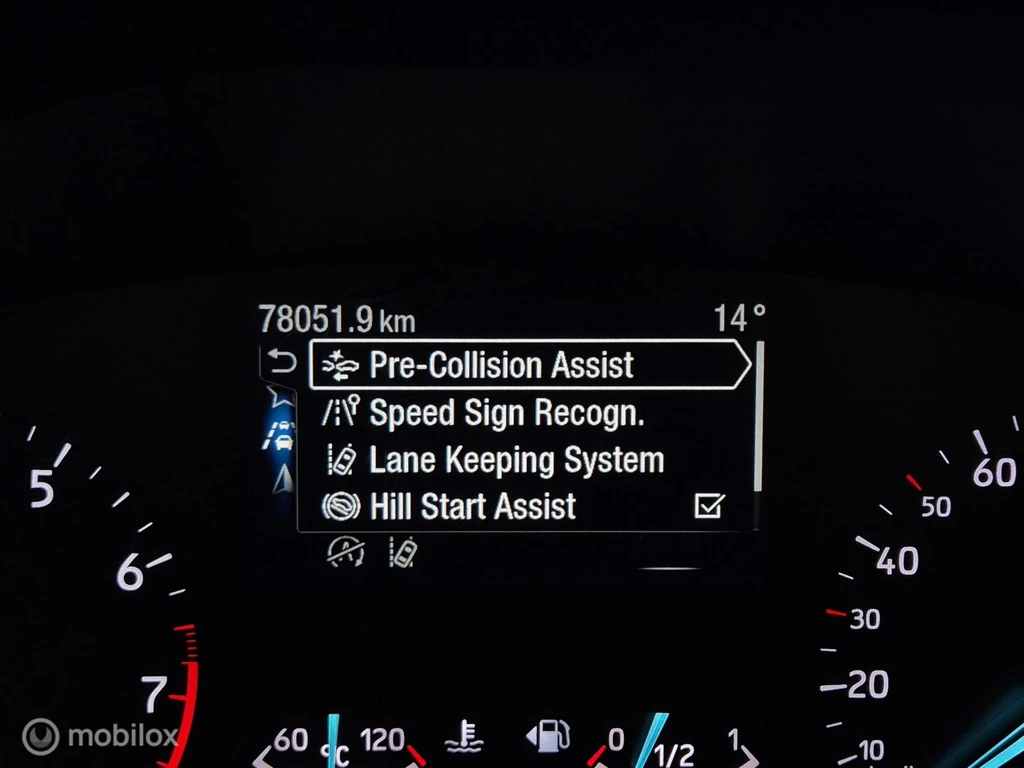 78051.9 km 14°
Pre-Collision Assist
Speed Sign Recogn.
Lane Keeping System
Hill Start Assist
5
6
7
60
50
40
30
20
10
60 °C 120
0 1/2 1
mobilox